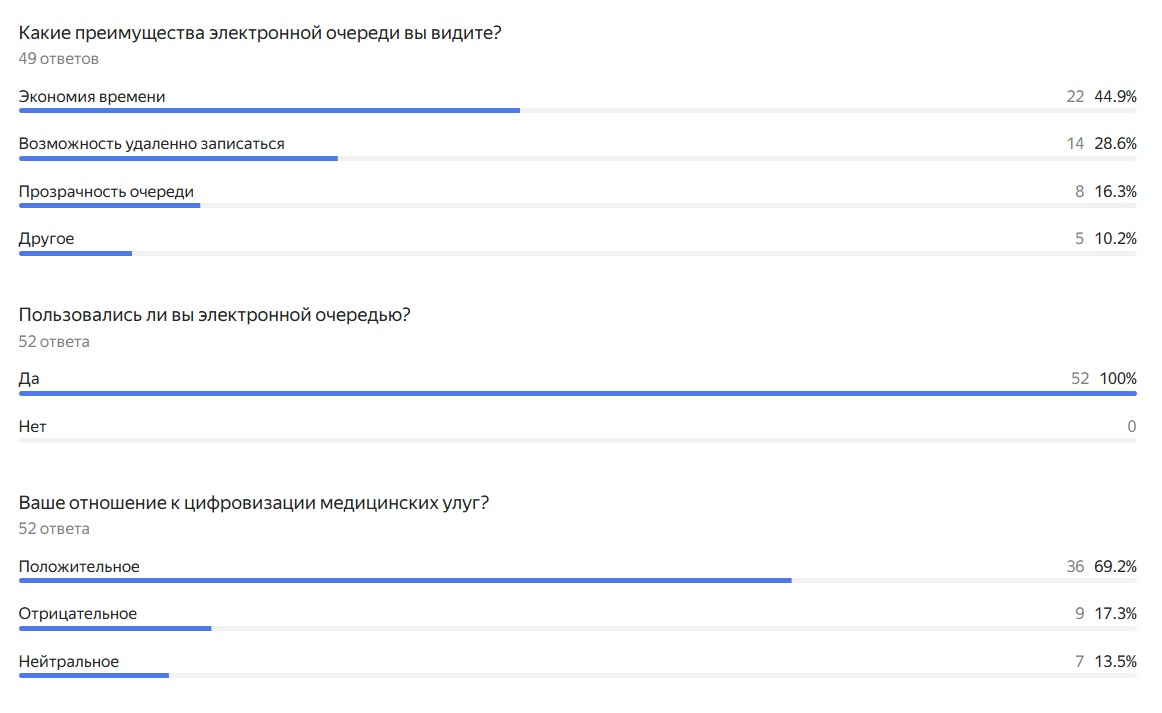 Какие преимущества электронной очереди вы видите?
49 ответов
Экономия времени 22 44.9%
Возможность удаленно записаться 14 28.6%
Прозрачность очереди 8 16.3%
Другое 5 10.2%
Пользовались ли вы электронной очередью?
52 ответа
Да 52 100%
Нет 0
Ваше отношение к цифровизации медицинских улуг?
52 ответа
Положительное 36 69.2%
Отрицательное 9 17.3%
Нейтральное 7 13.5%